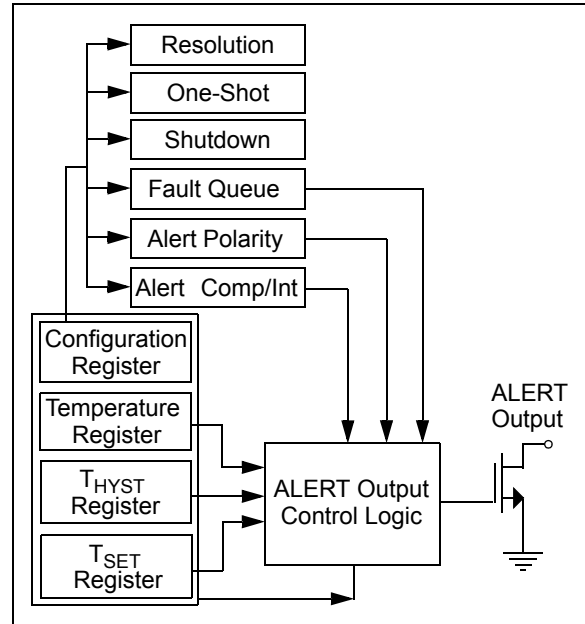 Resolution
One-Shot
Shutdown
Fault Queue
Alert Polarity
Alert Comp/Int
Configuration
Register
Temperature
Register
THYST
Register
TSET
Register
ALERT Output
Control Logic
ALERT
Output